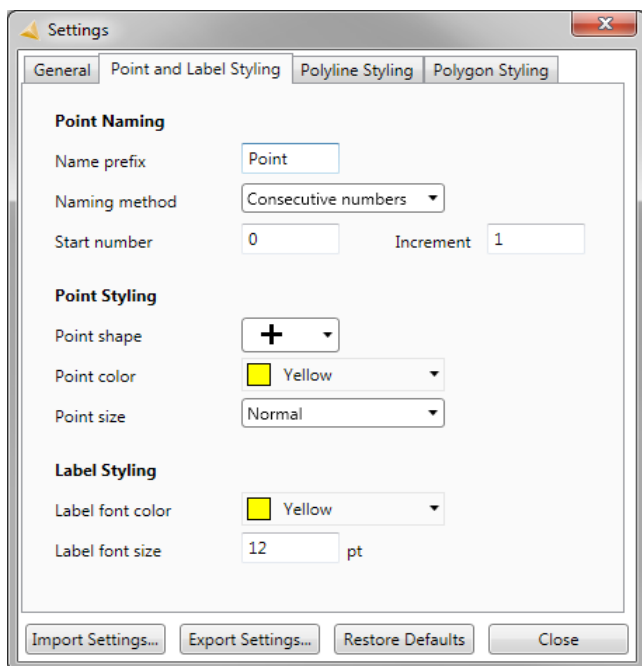 Settings
General Point and Label Styling Polyline Styling Polygon Styling
Point Naming
Name prefix Point
Naming method Consecutive numbers
Start number 0 Increment 1
Point Styling
Point shape
Point color Yellow
Point size Normal
Label Styling
Label font color Yellow
Label font size 12 pt
Import Settings... Export Settings... Restore Defaults Close